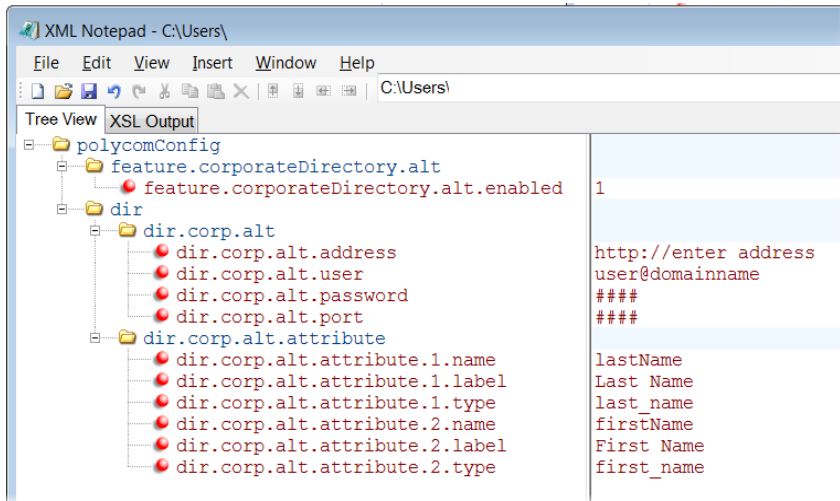 XML Notepad - C:\Users\
File Edit View Insert Window Help
C:\Users\
Tree View XSL Output
polycomConfig
feature.corporateDirectory.alt
feature.corporateDirectory.alt.enabled 1
dir
dir.corp.alt
dir.corp.alt.address http://enter address
dir.corp.alt.user user@domainname
dir.corp.alt.password ####
dir.corp.alt.port ####
dir.corp.alt.attribute
dir.corp.alt.attribute.1.name lastName
dir.corp.alt.attribute.1.label Last Name
dir.corp.alt.attribute.1.type last_name
dir.corp.alt.attribute.2.name firstName
dir.corp.alt.attribute.2.label First Name
dir.corp.alt.attribute.2.type first_name